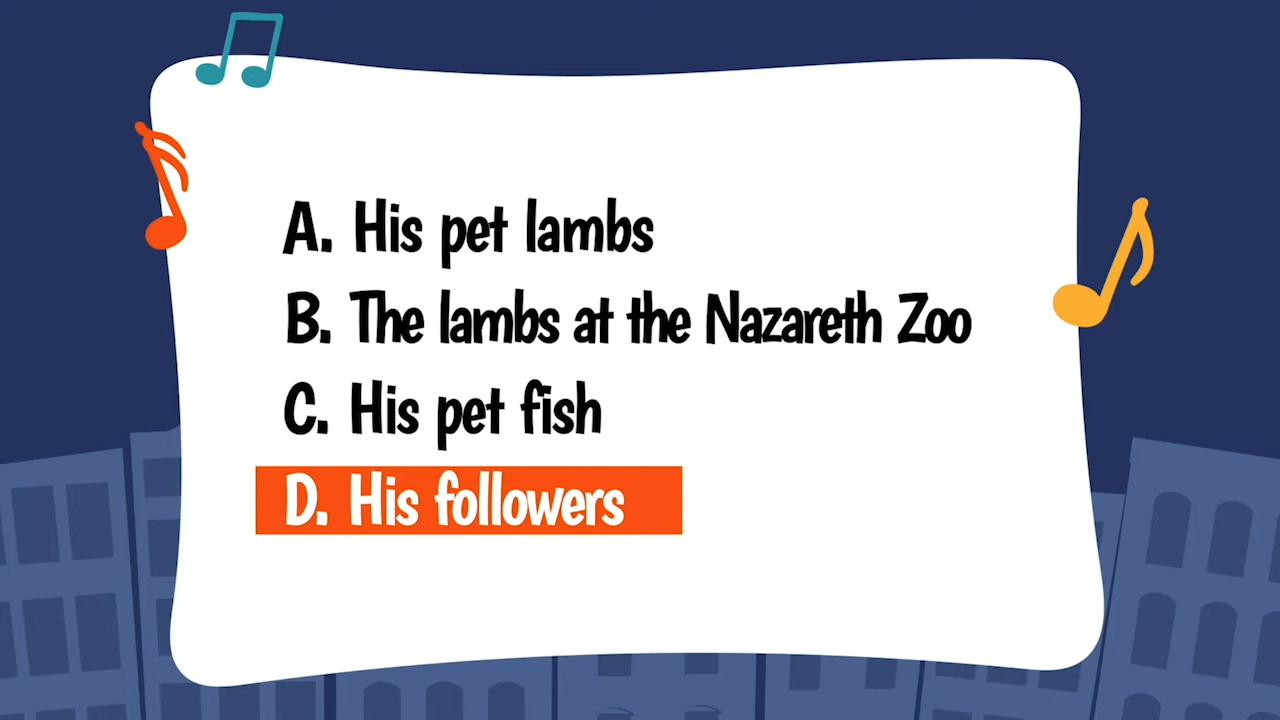 A. His pet lambs
B. The lambs at the Nazareth Zoo
C. His pet fish
D. His followers